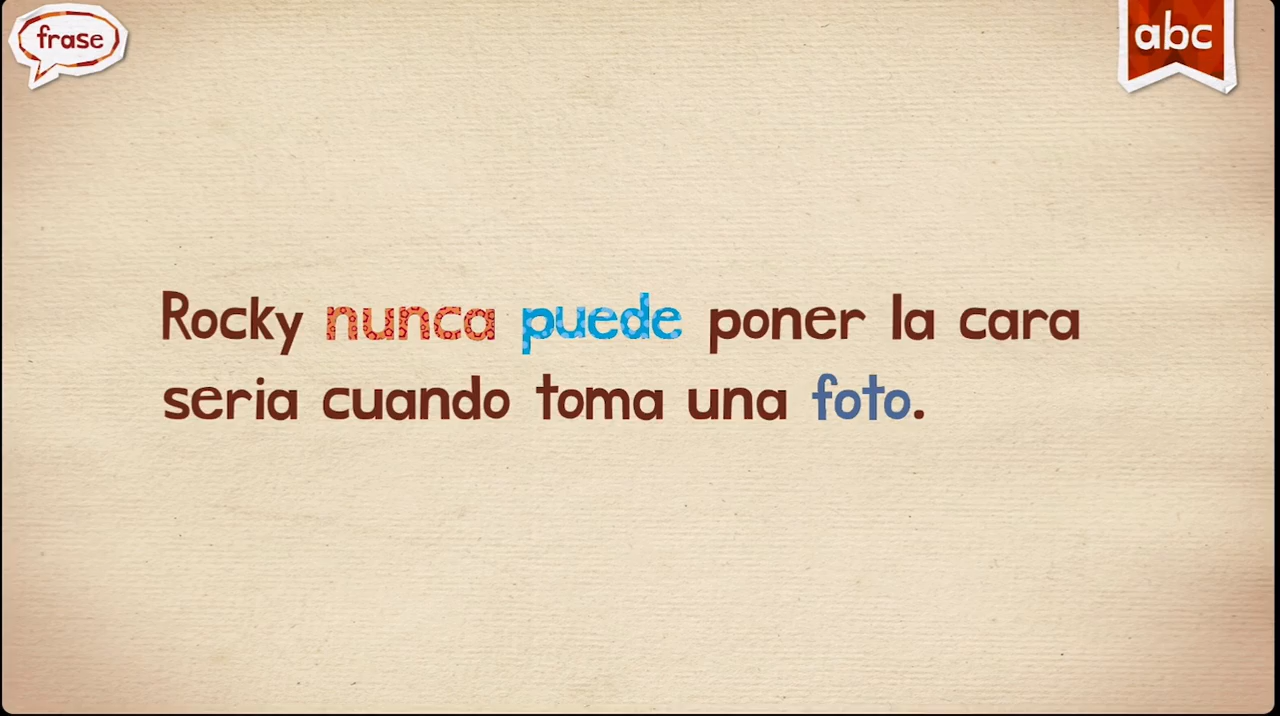 frase
abc
Rocky nunca puede poner la cara
seria cuando toma una foto.